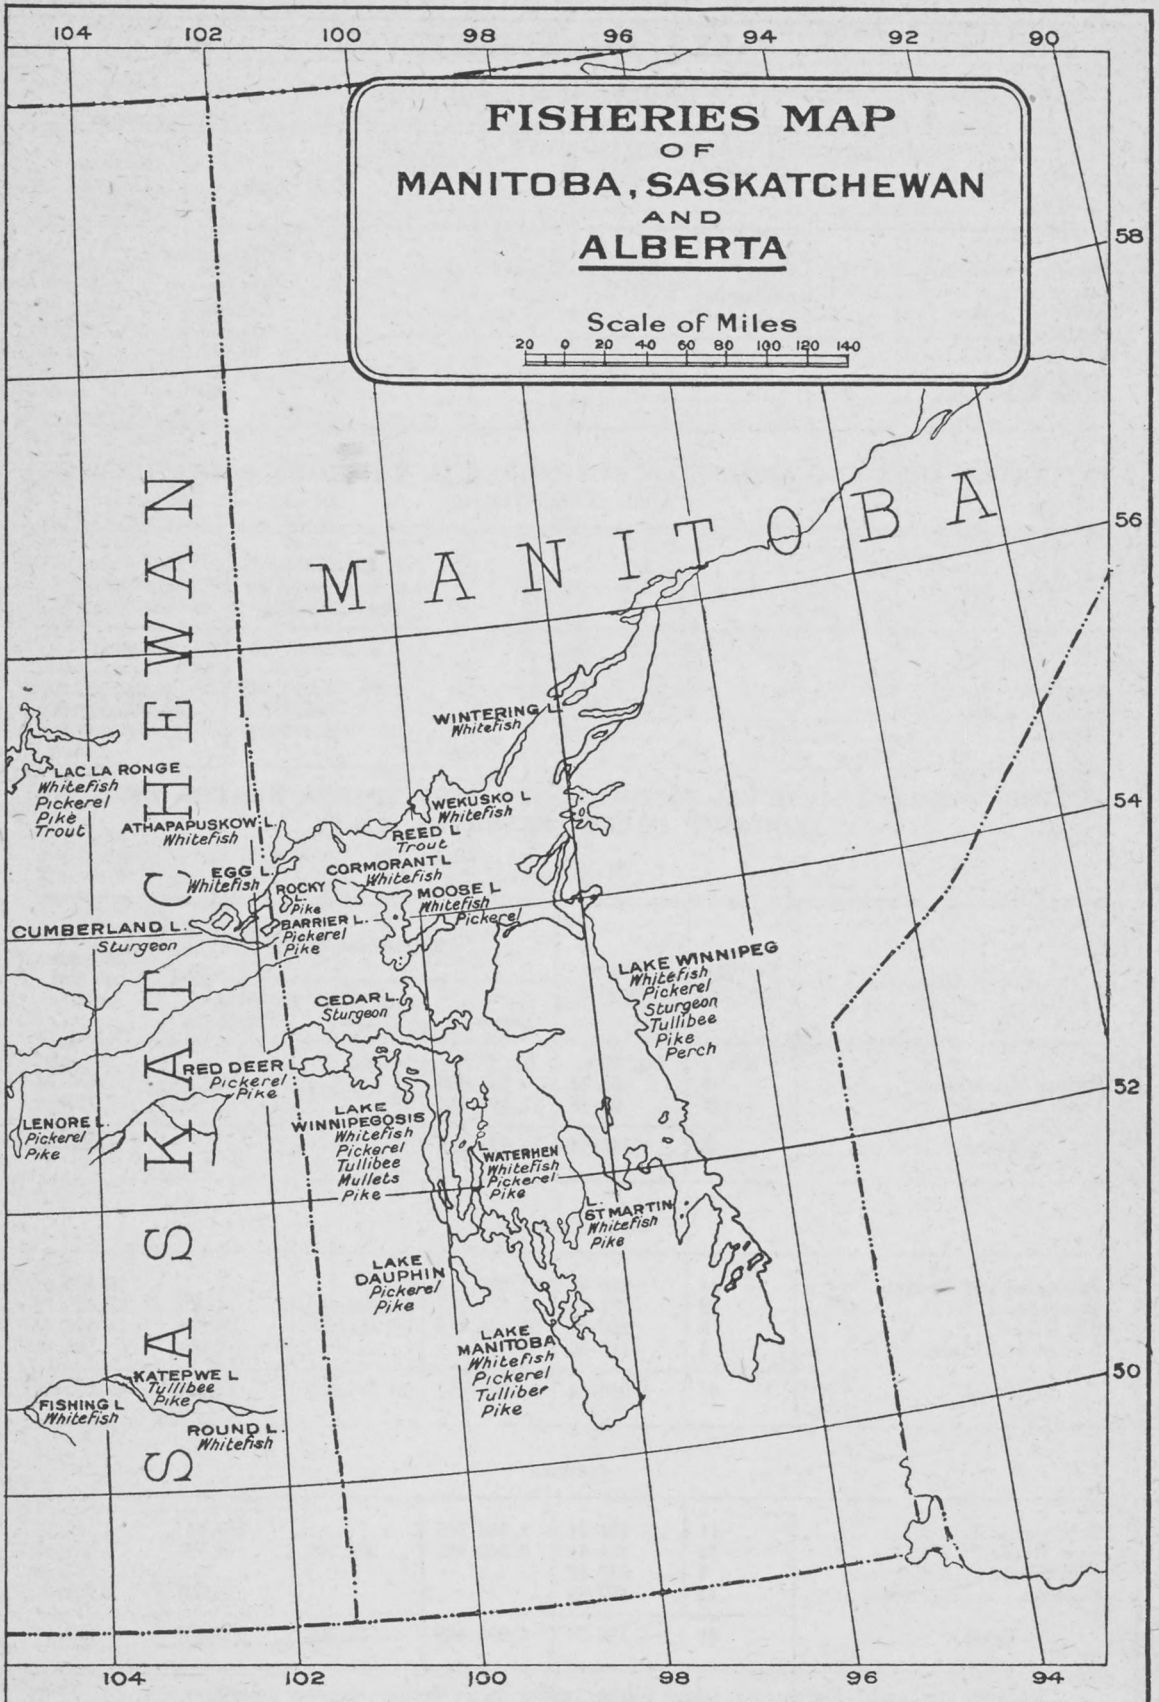 104 102 100 98 96 94 92 90
FISHERIES MAP
OF
MANITOBA, SASKATCHEWAN
AND
ALBERTA
Scale of Miles
20 0 20 40 60 80 100 120 140
58
56
54
52
50
MANITOBA
SASKATCHEWAN
WINTERING L.
Whitefish
LAC LA RONGE
Whitefish
Pickerel
Pike
Trout
WEKUSKO L
Whitefish
ATHAPAPUSKOW L.
Whitefish
REED L
Trout
EGG L.
Whitefish
CORMORANT L
Whitefish
ROCKY
L.
Pike
MOOSE L
Whitefish
Pickerel
CUMBERLAND L.
Sturgeon
BARRIER L.
Pickerel
Pike
LAKE WINNIPEG
Whitefish
Pickerel
Sturgeon
Tullibee
Pike
Perch
CEDAR L.
Sturgeon
RED DEER L
Pickerel
Pike
LENORE L.
Pickerel
Pike
LAKE
WINNIPEGOSIS
Whitefish
Pickerel
Tullibee
Mullets
Pike
L.
WATERHEN
Whitefish
Pickerel
Pike
L.
ST MARTIN
Whitefish
Pike
LAKE
DAUPHIN
Pickerel
Pike
LAKE
MANITOBA
Whitefish
Pickerel
Tulliber
Pike
KATEPWE L
Tullibee
Pike
FISHING L
Whitefish
ROUND L.
Whitefish
104 102 100 98 96 94